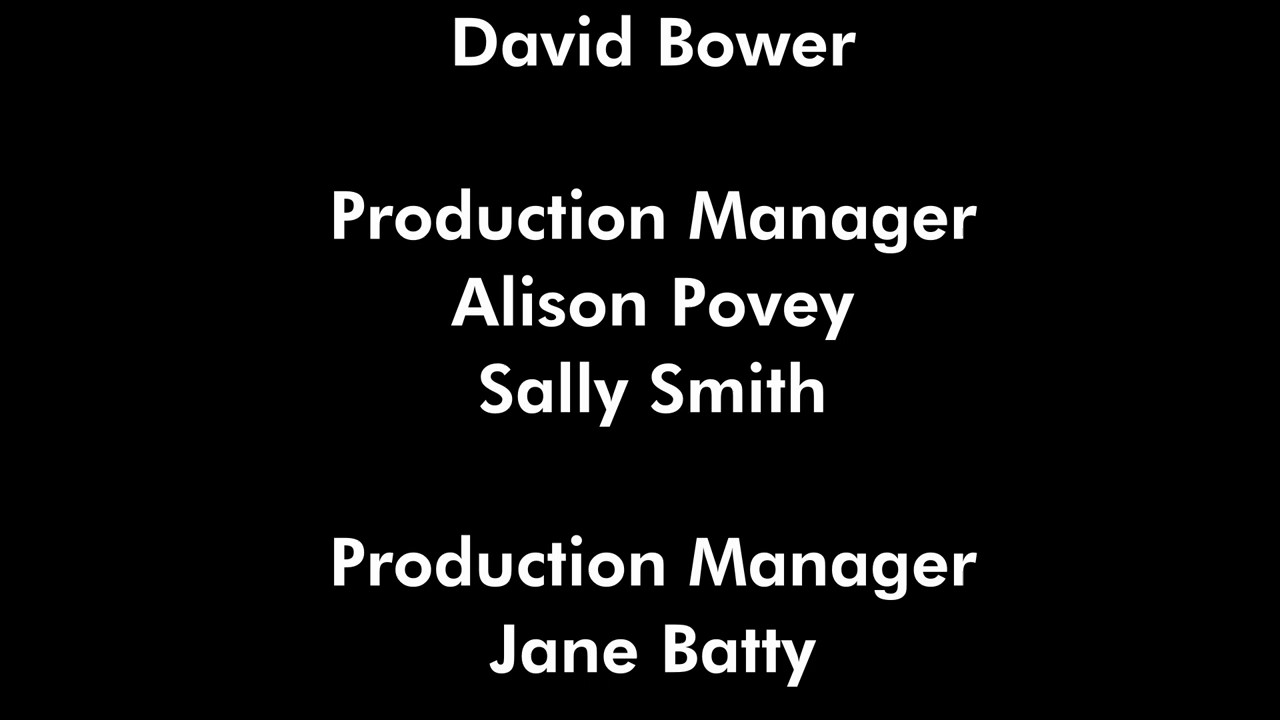 David Bower
Production Manager
Alison Povey
Sally Smith
Production Manager
Jane Batty